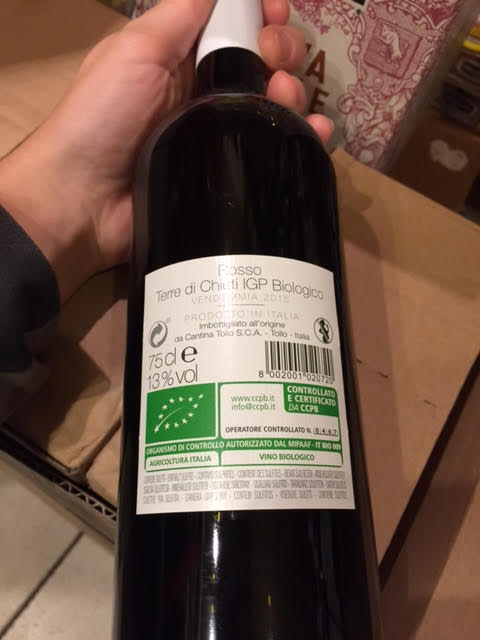 Rosso
Terre di Chieti IGP Biologico
VENDEMMIA 2015
PRODOTTO IN ITALIA
Imbottigliato all'origine
da Cantina Tollo S.C.A. - Tollo - Italia
75 cl e
13% vol
8 002001 020720
www.ccpb.it
info@ccpb.it
CONTROLLATO
E CERTIFICATO
DA CCPB
OPERATORE CONTROLLATO N. 0467
ORGANISMO DI CONTROLLO AUTORIZZATO DAL MIPAAF - IT BIO 009
AGRICOLTURA ITALIA
VINO BIOLOGICO